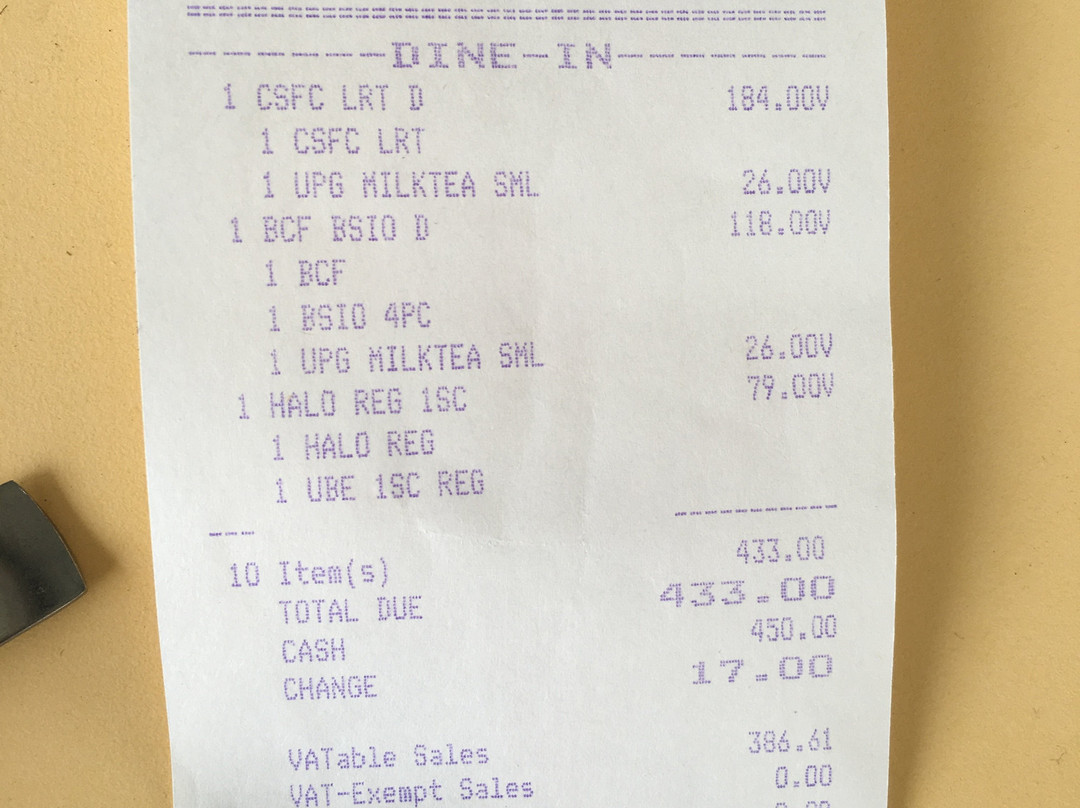 DINE-IN
1 CSFC LRT D 184.00V
1 CSFC LRT
1 UPG MILKTEA SML 26.00V
1 BCF BSIO D 118.00V
1 BCF
1 BSIO 4PC
1 UPG MILKTEA SML 26.00V
1 HALO REG 1SC 79.00V
1 HALO REG
1 UBE 1SC REG
433.00
10 Item(s)
TOTAL DUE 433.00
CASH 450.00
CHANGE 17.00
VATable Sales 386.61
VAT-Exempt Sales 0.00